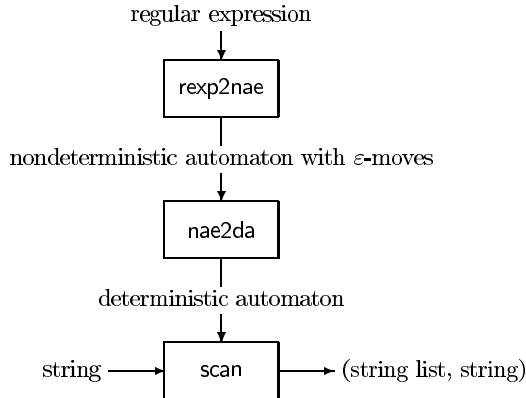 regular expression
rexp2nae
nondeterministic automaton with ε-moves
nae2da
deterministic automaton
string scan (string list, string)